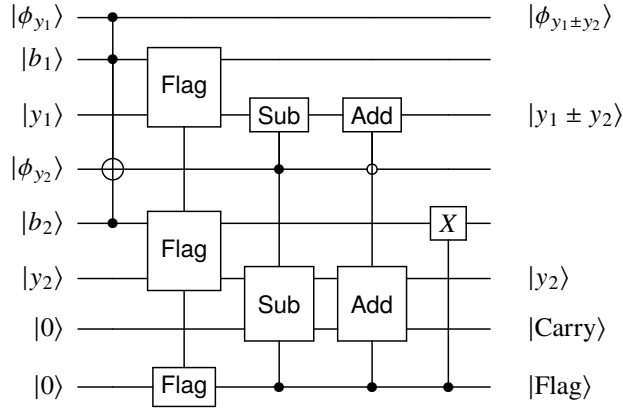 |ϕ_{y_1}⟩ |ϕ_{y_1±y_2}⟩
|b_1⟩ Flag
|y_1⟩ Sub Add |y_1 ± y_2⟩
|ϕ_{y_2}⟩
|b_2⟩ Flag X
|y_2⟩ Sub Add |y_2⟩
|0⟩ |Carry⟩
|0⟩ Flag |Flag⟩